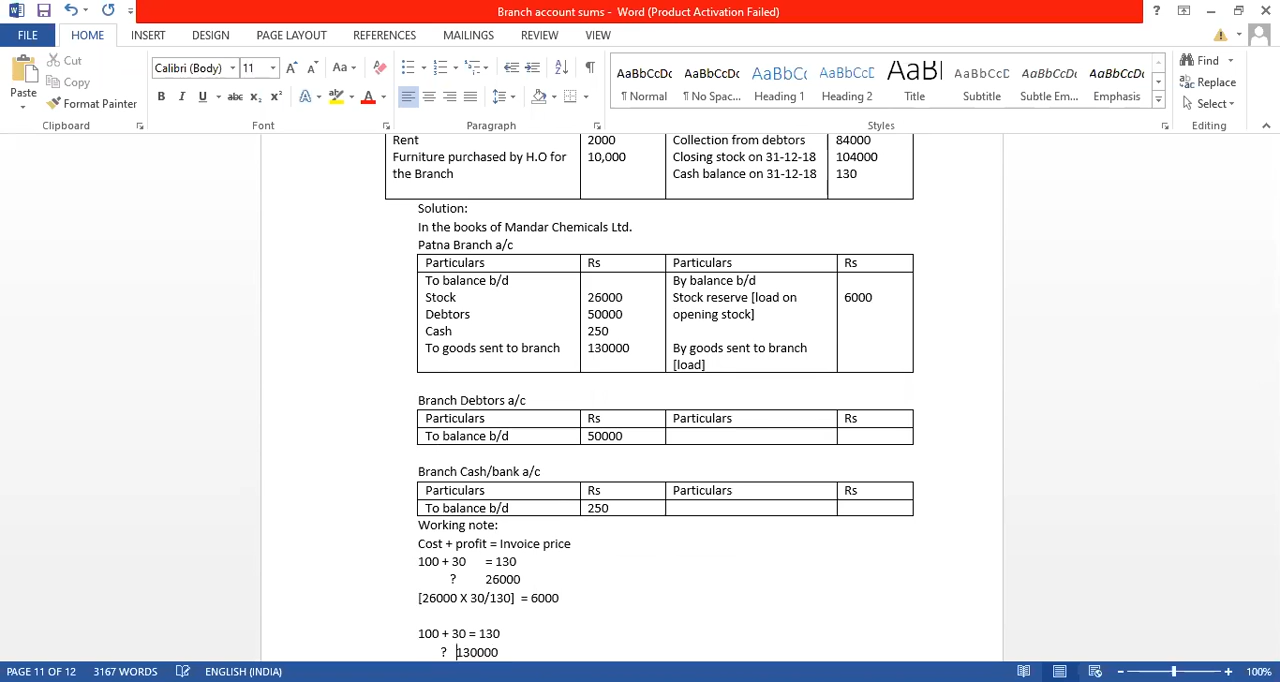 Branch account sums - Word (Product Activation Failed)
FILE HOME INSERT DESIGN PAGE LAYOUT REFERENCES MAILINGS REVIEW VIEW
Paste
Cut
Copy
Format Painter
Clipboard
Calibri (Body) 11
Font
Paragraph
AaBbCcDc AaBbCcDc AaBbCc AaBbCcD AaBl AaBbCcD AaBbCcDc AaBbCcDc
¶ Normal ¶ No Spac... Heading 1 Heading 2 Title Subtitle Subtle Em... Emphasis
Styles
Find
Replace
Select
Editing
Rent 2000 Collection from debtors 84000
Furniture purchased by H.O for 10,000 Closing stock on 31-12-18 104000
the Branch Cash balance on 31-12-18 130
Solution:
In the books of Mandar Chemicals Ltd.
Patna Branch a/c
Particulars Rs Particulars Rs
To balance b/d By balance b/d
Stock 26000 Stock reserve [load on 6000
Debtors 50000 opening stock]
Cash 250
To goods sent to branch 130000 By goods sent to branch
[load]
Branch Debtors a/c
Particulars Rs Particulars Rs
To balance b/d 50000
Branch Cash/bank a/c
Particulars Rs Particulars Rs
To balance b/d 250
Working note:
Cost + profit = Invoice price
100 + 30 = 130
? 26000
[26000 X 30/130] = 6000
100 + 30 = 130
? 130000
PAGE 11 OF 12 3167 WORDS ENGLISH (INDIA) 100%